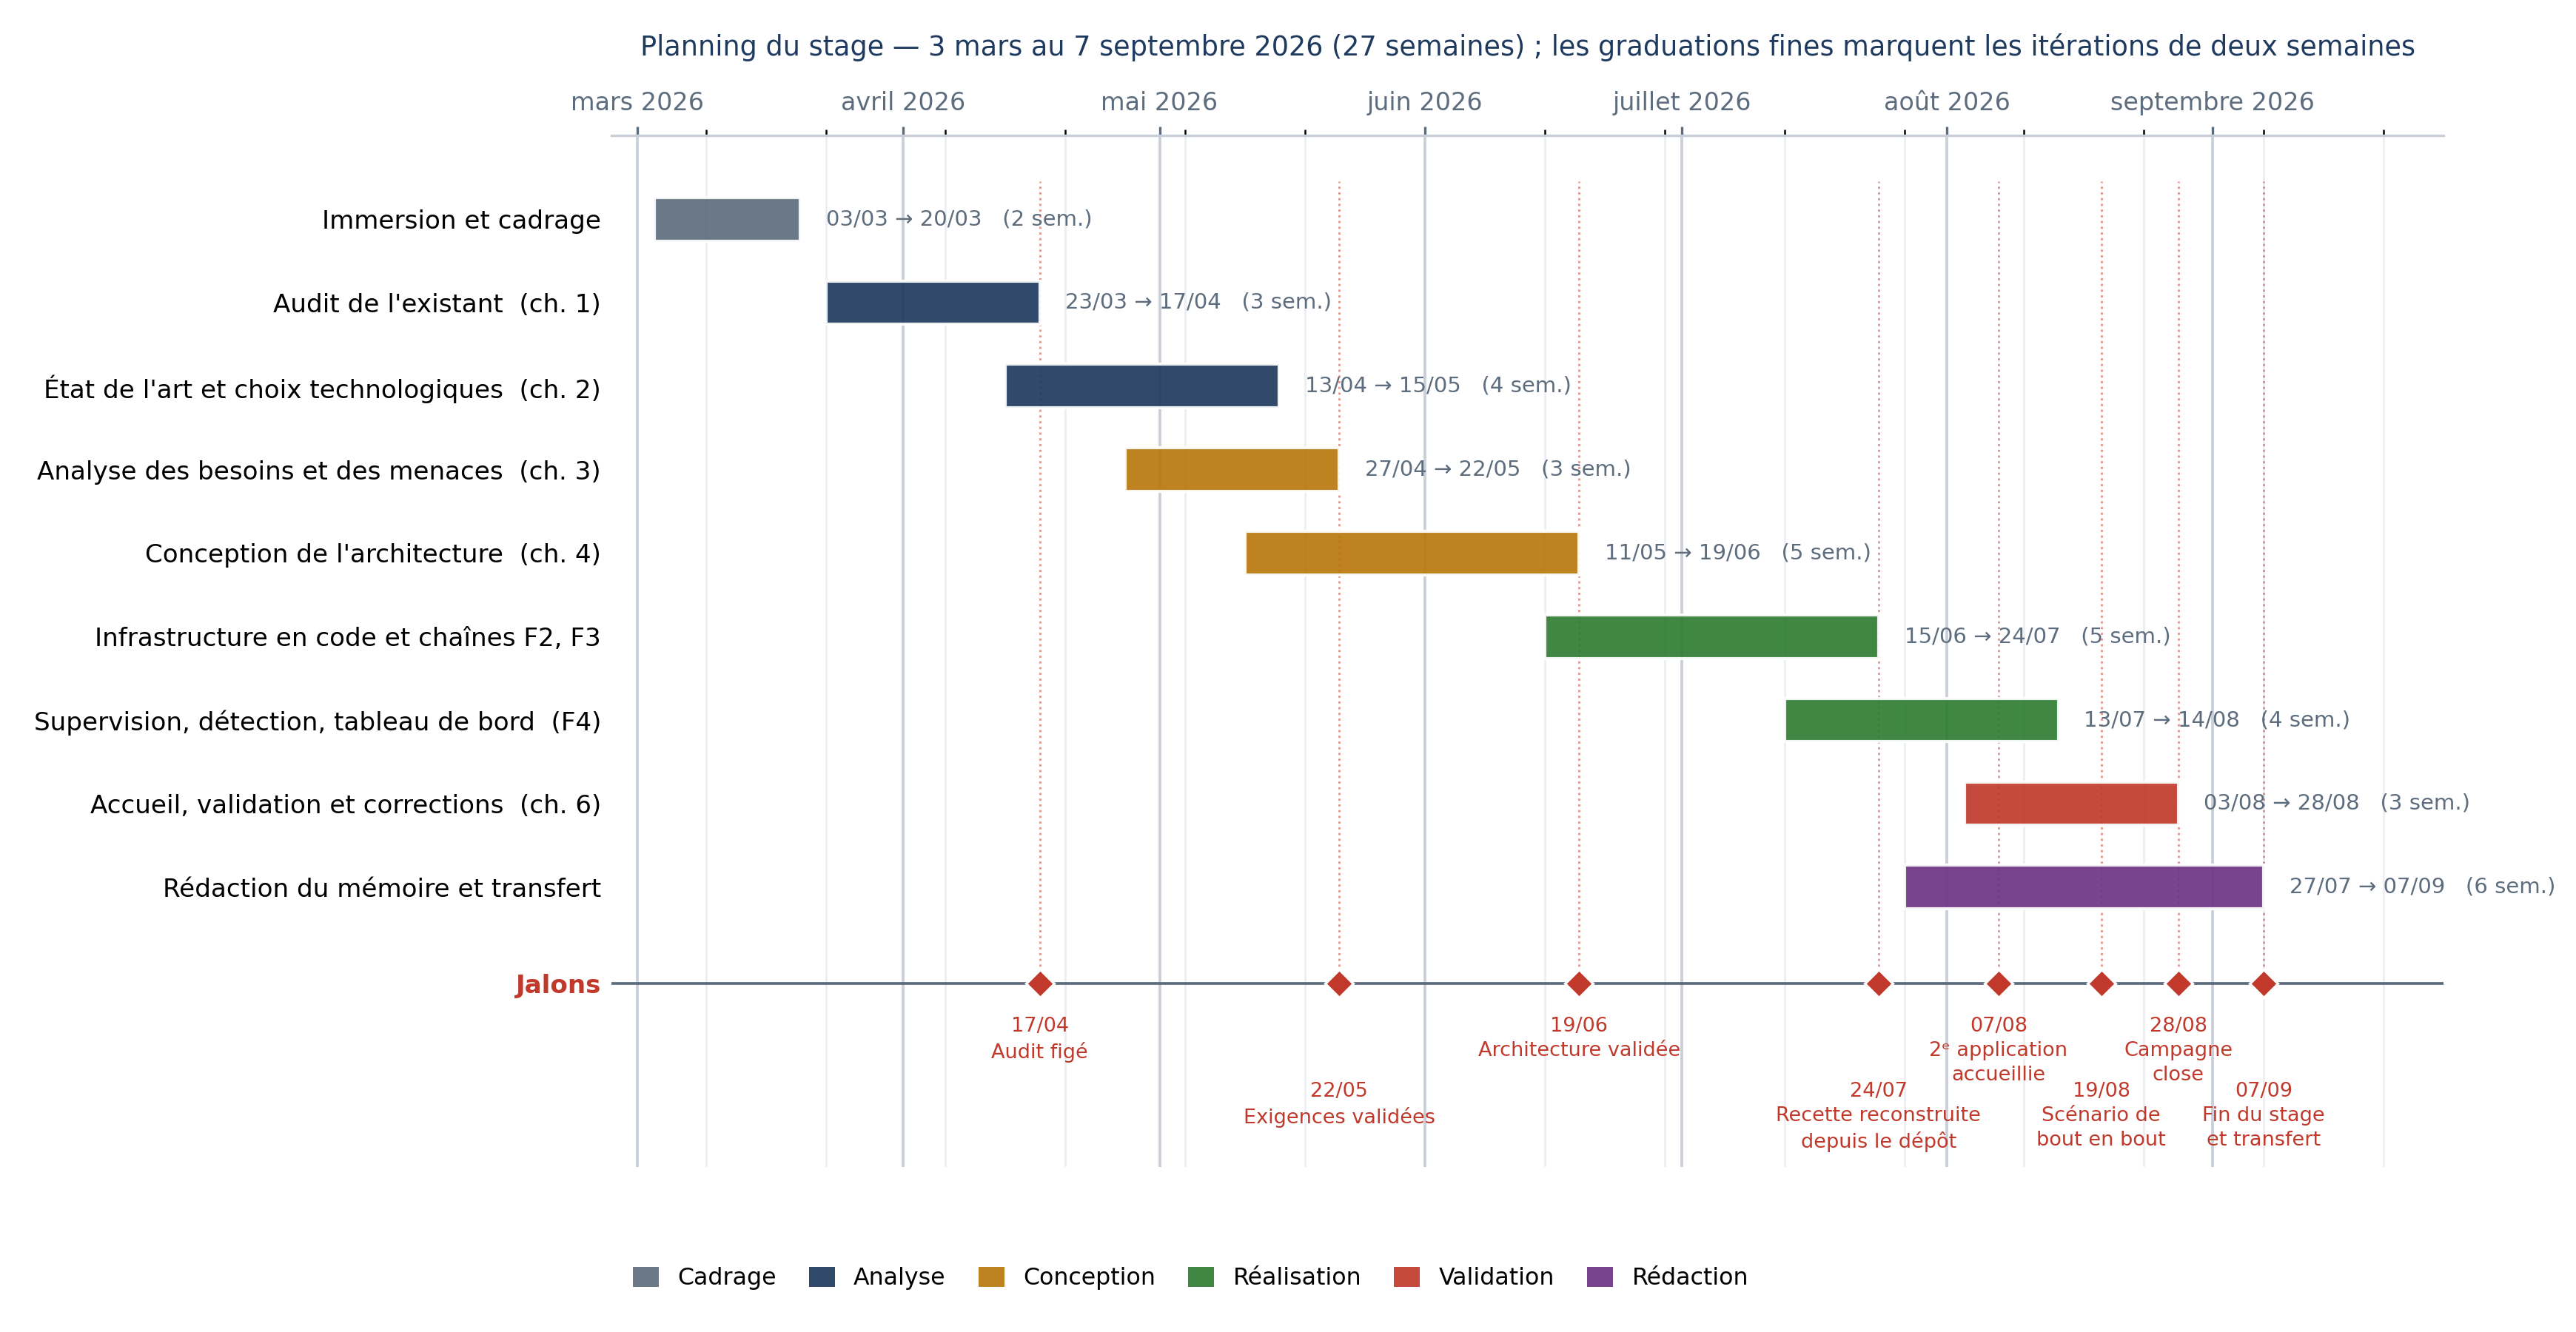 Planning du stage — 3 mars au 7 septembre 2026 (27 semaines) ; les graduations fines marquent les itérations de deux semaines
mars 2026 avril 2026 mai 2026 juin 2026 juillet 2026 août 2026 septembre 2026
Immersion et cadrage 03/03 → 20/03 (2 sem.)
Audit de l'existant (ch. 1) 23/03 → 17/04 (3 sem.)
État de l'art et choix technologiques (ch. 2) 13/04 → 15/05 (4 sem.)
Analyse des besoins et des menaces (ch. 3) 27/04 → 22/05 (3 sem.)
Conception de l'architecture (ch. 4) 11/05 → 19/06 (5 sem.)
Infrastructure en code et chaînes F2, F3 15/06 → 24/07 (5 sem.)
Supervision, détection, tableau de bord (F4) 13/07 → 14/08 (4 sem.)
Accueil, validation et corrections (ch. 6) 03/08 → 28/08 (3 sem.)
Rédaction du mémoire et transfert 27/07 → 07/09 (6 sem.)
Jalons
17/04
Audit figé
22/05
Exigences validées
19/06
Architecture validée
24/07
Recette reconstruite
depuis le dépôt
07/08
2ᵉ application
accueillie
19/08
Scénario de
bout en bout
28/08
Campagne
close
07/09
Fin du stage
et transfert
Cadrage Analyse Conception Réalisation Validation Rédaction